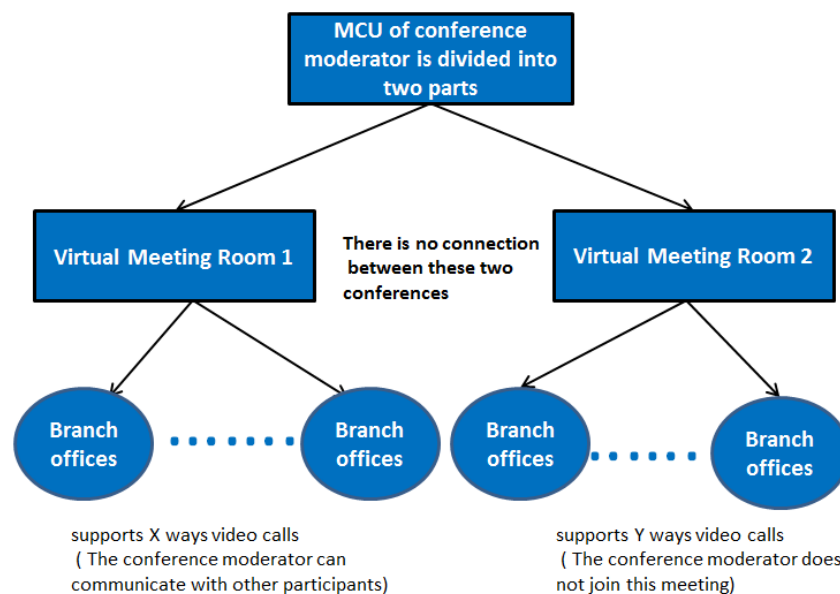 MCU of conference
moderator is divided into
two parts
Virtual Meeting Room 1
There is no connection
between these two
conferences
Virtual Meeting Room 2
Branch
offices
Branch
offices
Branch
offices
Branch
offices
supports X ways video calls
( The conference moderator can
communicate with other participants)
supports Y ways video calls
( The conference moderator does
not join this meeting)